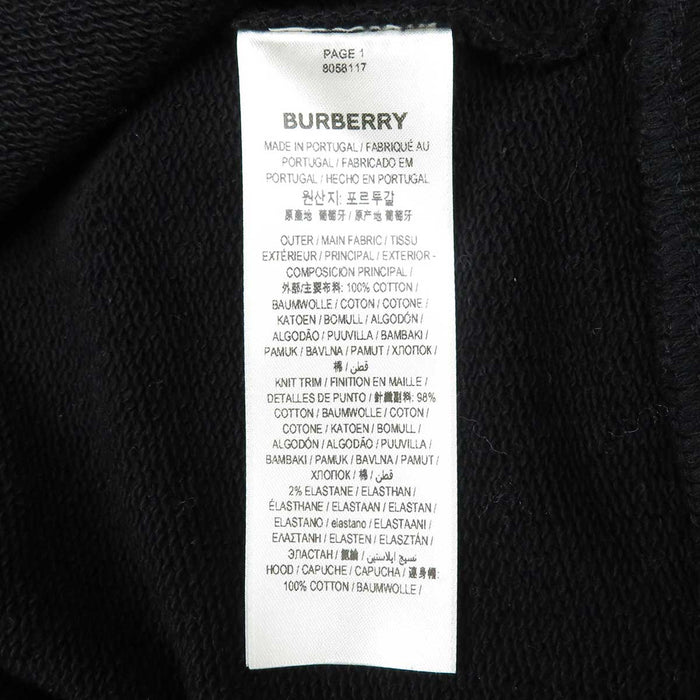 PAGE 1
8058117
BURBERRY
MADE IN PORTUGAL / FABRIQUÉ AU
PORTUGAL / FABRICADO EM
PORTUGAL / HECHO EN PORTUGAL
원산지: 포르투갈
原產地 葡萄牙 / 原产地 葡萄牙
OUTER / MAIN FABRIC / TISSU
EXTÉRIEUR / PRINCIPAL / EXTERIOR -
COMPOSICIÓN PRINCIPAL /
外部/主要布料: 100% COTTON /
BAUMWOLLE / COTON / COTONE /
KATOEN / BOMULL / ALGODÓN /
ALGODÃO / PUUVILLA / BAMBAKI /
PAMUK / BAVLNA / PAMUT / ХЛОПОК /
棉 / قطن /
KNIT TRIM / FINITION EN MAILLE /
DETALLES DE PUNTO / 針織副料: 98%
COTTON / BAUMWOLLE / COTON /
COTONE / KATOEN / BOMULL /
ALGODÓN / ALGODÃO / PUUVILLA /
BAMBAKI / PAMUK / BAVLNA / PAMUT /
ХЛОПОК / 棉 / قطن
2% ELASTANE / ELASTHAN /
ÉLASTHANE / ELASTAAN / ELASTAN /
ELASTANO / elastano / ELASTAANI /
ΕΛΑΣΤΑΝΗ / ELASTEN / ELASZTÁN /
ЭЛАСТАН / 氨綸 / نسيج إيلاستين /
HOOD / CAPUCHE / CAPUCHA / 連身帽:
100% COTTON / BAUMWOLLE /